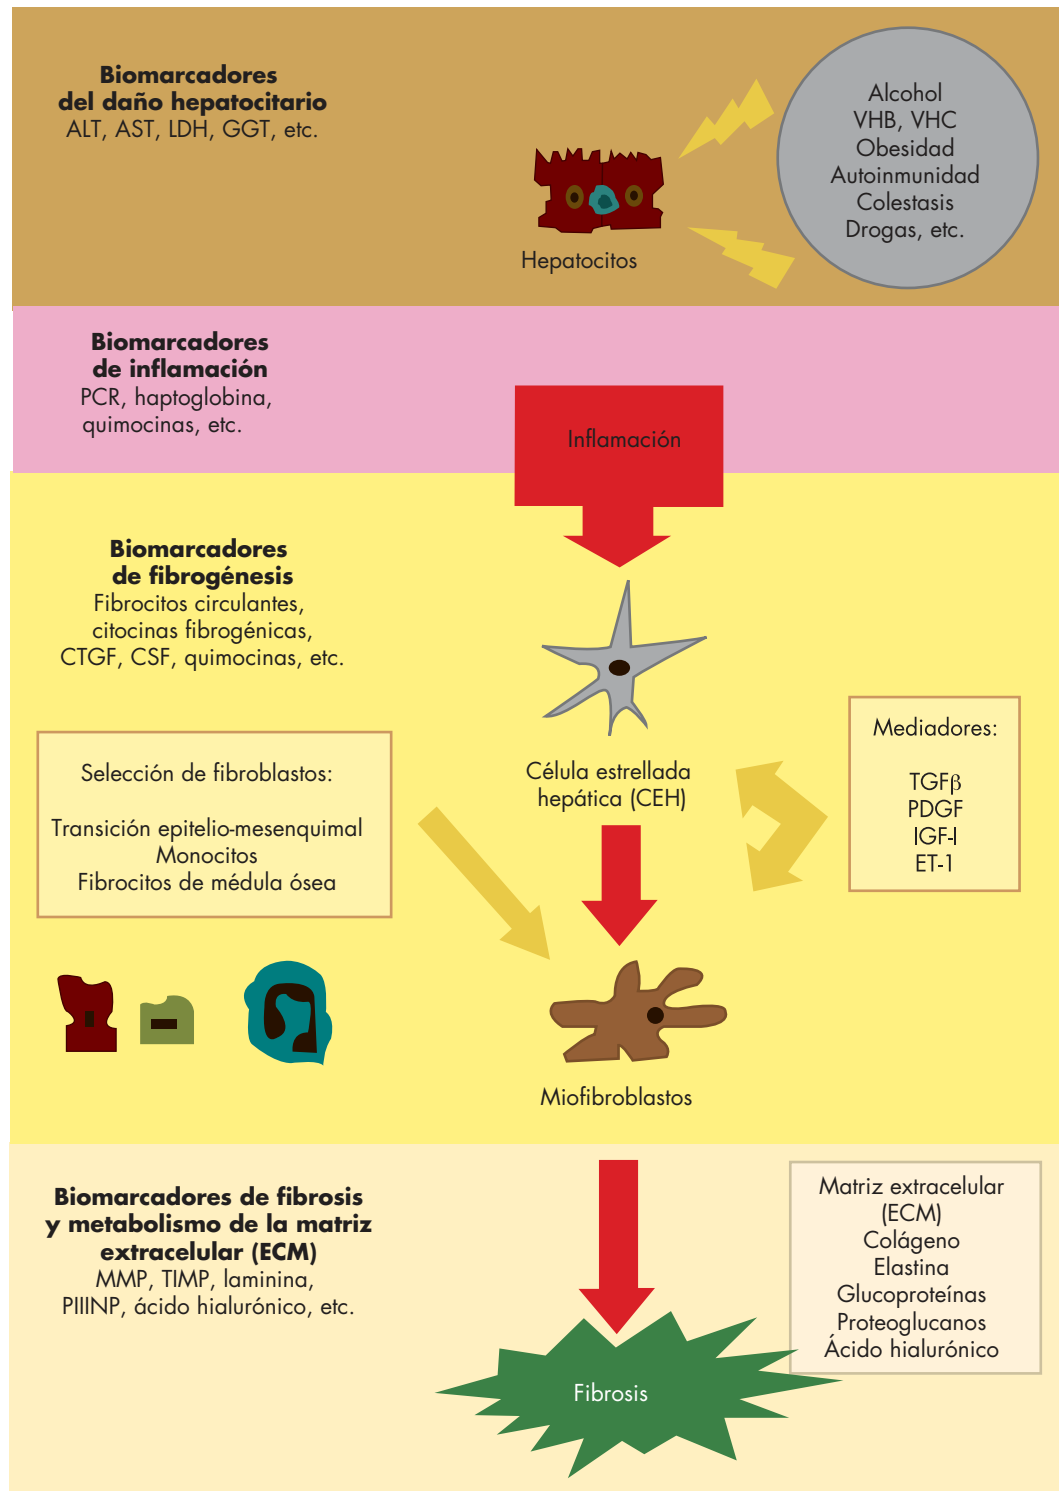 Biomarcadores
del daño hepatocitario
ALT, AST, LDH, GGT, etc.
Alcohol
VHB, VHC
Obesidad
Autoinmunidad
Colestasis
Drogas, etc.
Hepatocitos
Biomarcadores
de inflamación
PCR, haptoglobina,
quimocinas, etc.
Inflamación
Biomarcadores
de fibrogénesis
Fibrocitos circulantes,
citocinas fibrogénicas,
CTGF, CSF, quimocinas, etc.
Célula estrellada
hepática (CEH)
Mediadores:
TGFβ
PDGF
IGF-I
ET-1
Selección de fibroblastos:
Transición epitelio-mesenquimal
Monocitos
Fibrocitos de médula ósea
Miofibroblastos
Biomarcadores de fibrosis
y metabolismo de la matriz
extracelular (ECM)
MMP, TIMP, laminina,
PIIINP, ácido hialurónico, etc.
Matriz extracelular
(ECM)
Colágeno
Elastina
Glucoproteínas
Proteoglucanos
Ácido hialurónico
Fibrosis